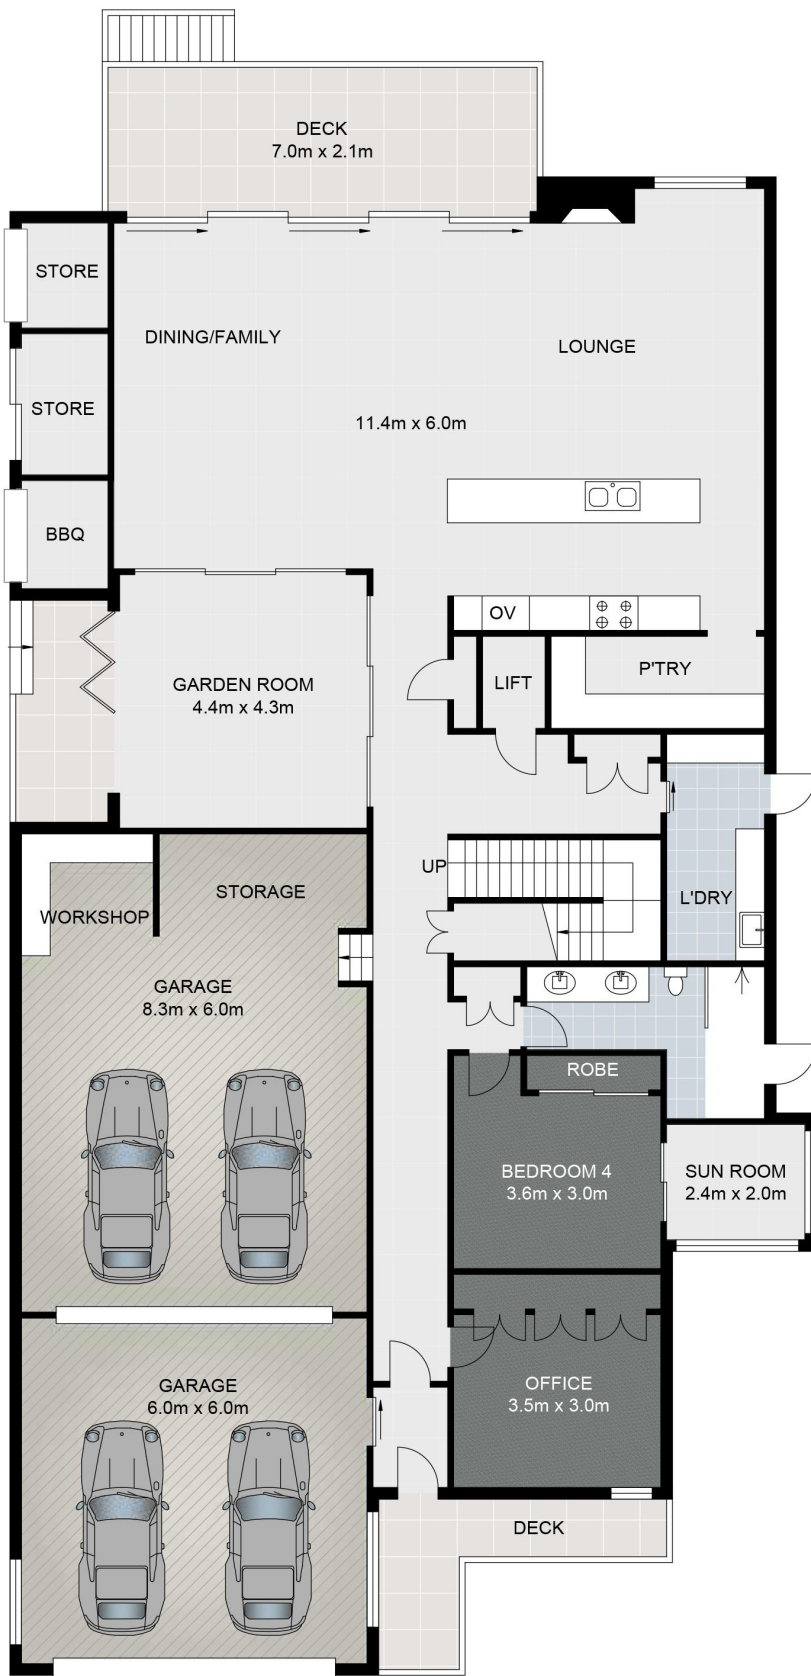 DECK
7.0m x 2.1m
STORE
DINING/FAMILY
LOUNGE
STORE
11.4m x 6.0m
BBQ
OV
GARDEN ROOM
4.4m x 4.3m
LIFT
P'TRY
UP
STORAGE
WORKSHOP
L'DRY
GARAGE
8.3m x 6.0m
ROBE
BEDROOM 4
3.6m x 3.0m
SUN ROOM
2.4m x 2.0m
GARAGE
6.0m x 6.0m
OFFICE
3.5m x 3.0m
DECK